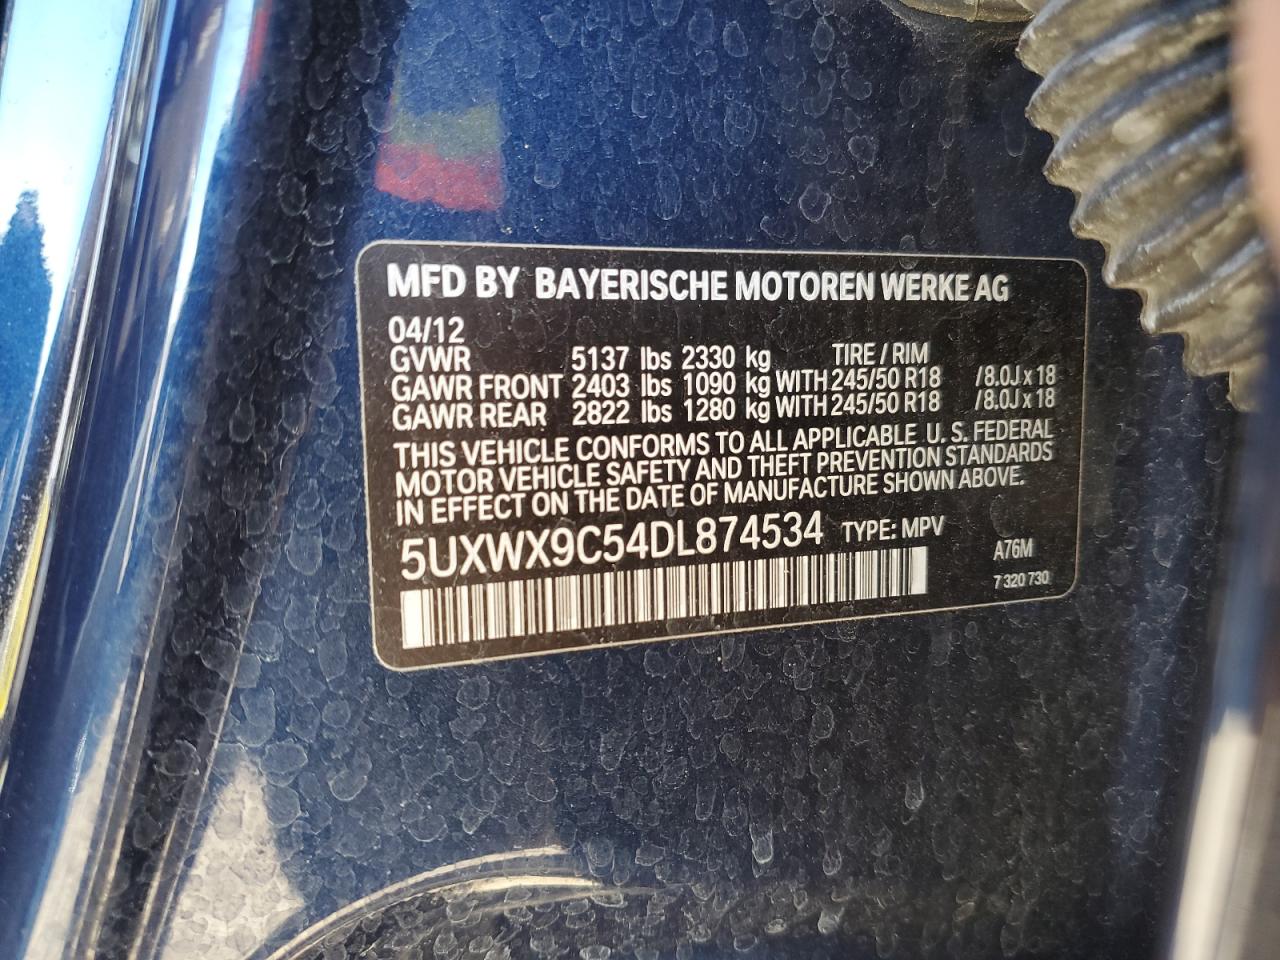 MFD BY BAYERISCHE MOTOREN WERKE AG
04/12
GVWR 5137 lbs 2330 kg TIRE / RIM
GAWR FRONT 2403 lbs 1090 kg WITH 245/50 R18 /8.0J x 18
GAWR REAR 2822 lbs 1280 kg WITH 245/50 R18 /8.0J x 18
THIS VEHICLE CONFORMS TO ALL APPLICABLE U. S. FEDERAL
MOTOR VEHICLE SAFETY AND THEFT PREVENTION STANDARDS
IN EFFECT ON THE DATE OF MANUFACTURE SHOWN ABOVE.
5UXWX9C54DL874534 TYPE: MPV
A76M
7 320 730